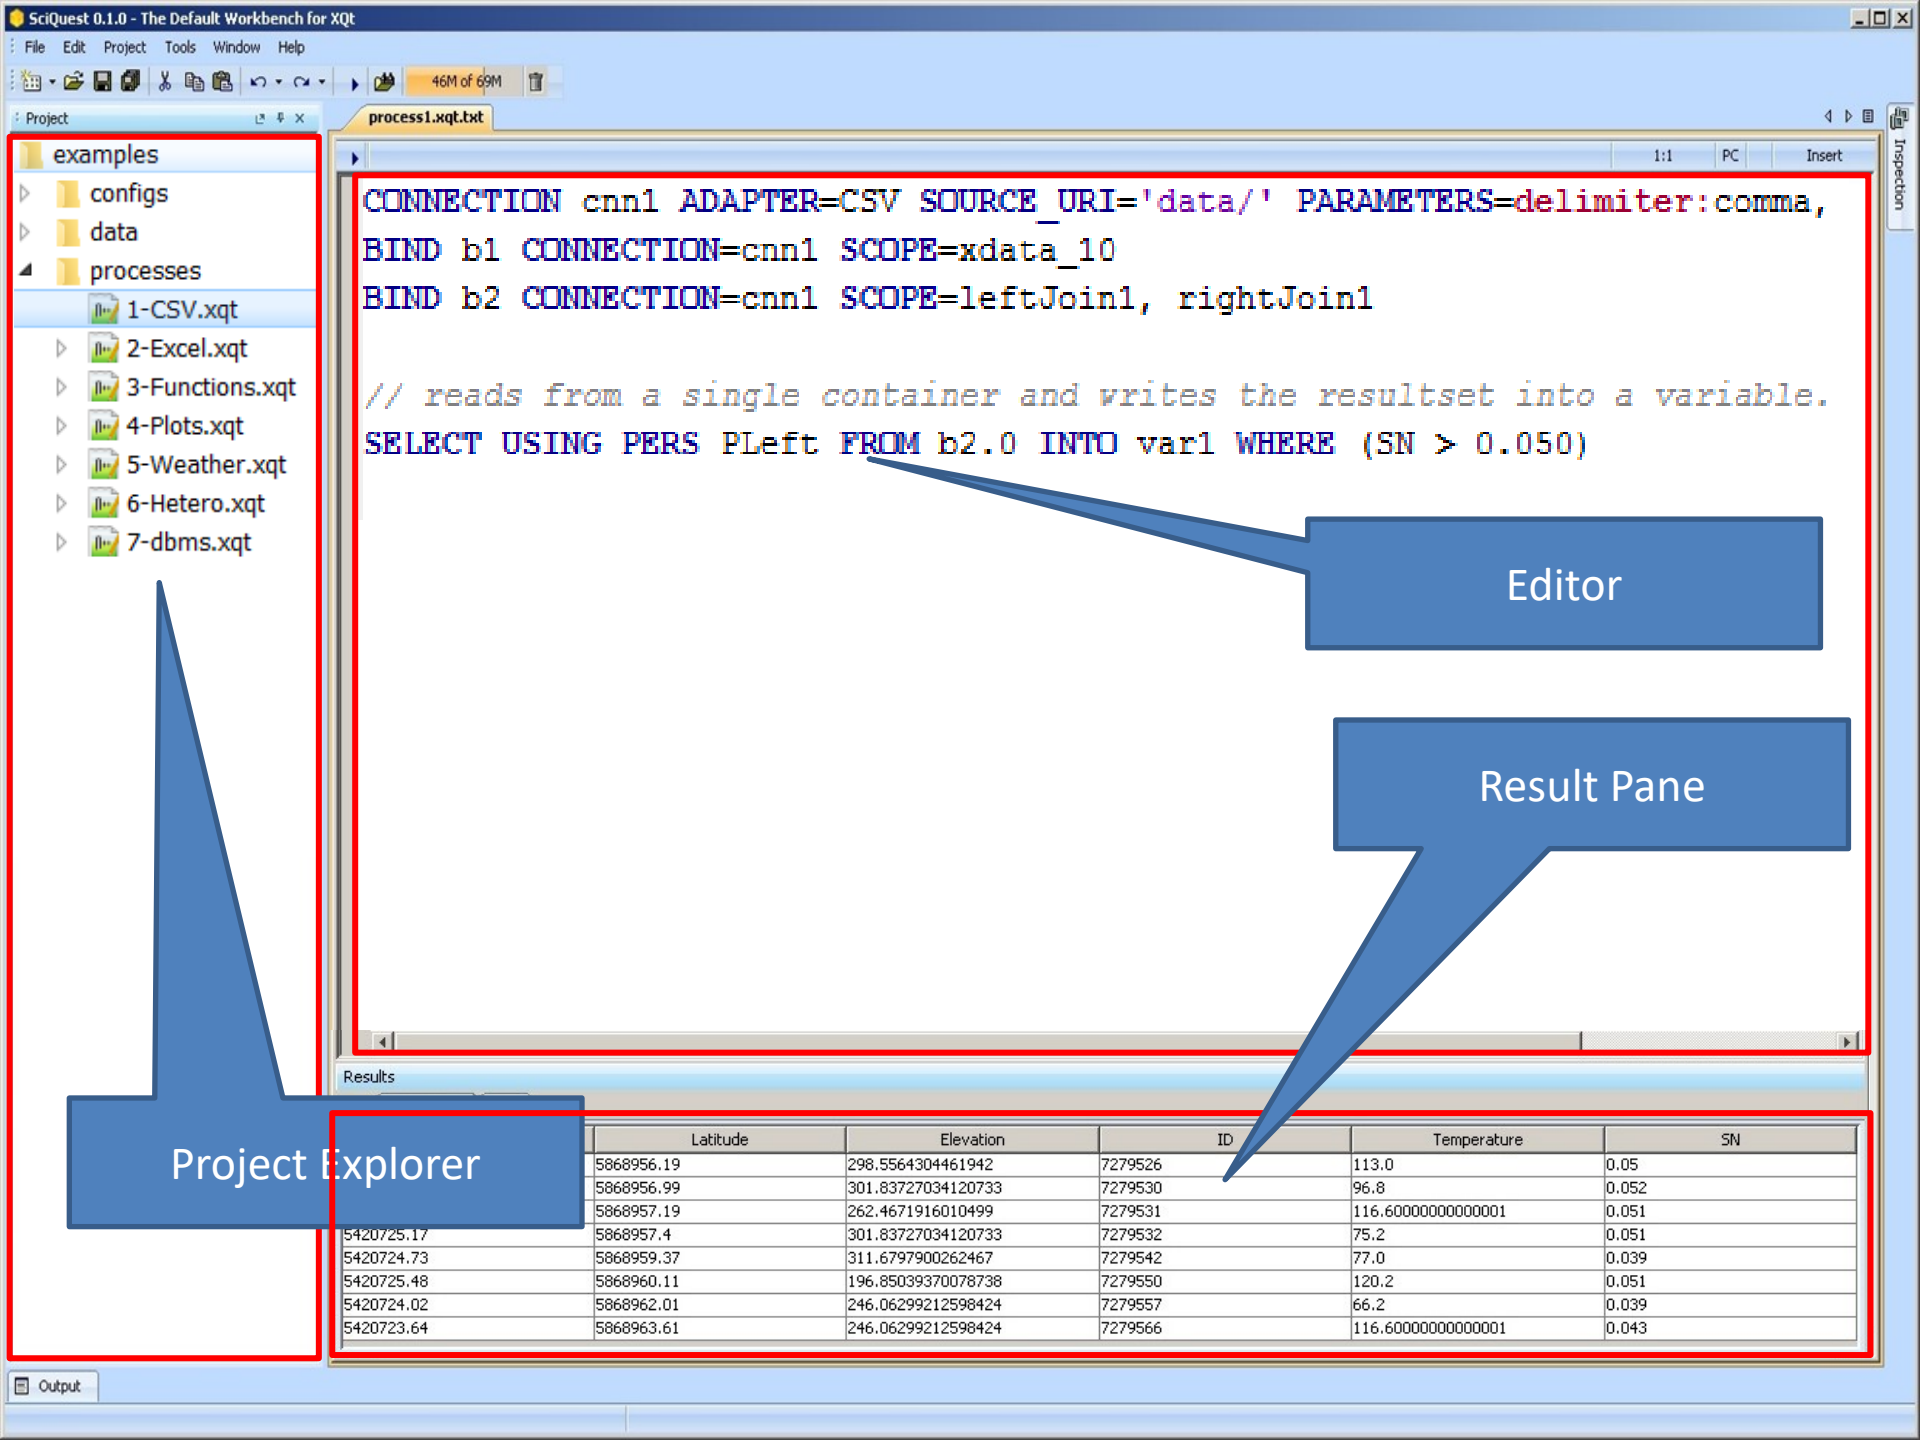 SciQuest 0.1.0 - The Default Workbench for XQt
File Edit Project Tools Window Help
46M of 69M
Project
process1.xqt.txt
1:1 PC Insert
Inspection
examples
configs
data
processes
1-CSV.xqt
2-Excel.xqt
3-Functions.xqt
4-Plots.xqt
5-Weather.xqt
6-Hetero.xqt
7-dbms.xqt
CONNECTION cnn1 ADAPTER=CSV SOURCE_URI='data/' PARAMETERS=delimiter:comma,
BIND b1 CONNECTION=cnn1 SCOPE=xdata_10
BIND b2 CONNECTION=cnn1 SCOPE=leftJoin1, rightJoin1
// reads from a single container and writes the resultset into a variable.
SELECT USING PERS PLeft FROM b2.0 INTO var1 WHERE (SN > 0.050)
Editor
Result Pane
Project Explorer
Results
Latitude Elevation ID Temperature SN
5868956.19 298.5564304461942 7279526 113.0 0.05
5868956.99 301.83727034120733 7279530 96.8 0.052
5868957.19 262.4671916010499 7279531 116.60000000000001 0.051
5420725.17 5868957.4 301.83727034120733 7279532 75.2 0.051
5420724.73 5868959.37 311.6797900262467 7279542 77.0 0.039
5420725.48 5868960.11 196.85039370078738 7279550 120.2 0.051
5420724.02 5868962.01 246.06299212598424 7279557 66.2 0.039
5420723.64 5868963.61 246.06299212598424 7279566 116.60000000000001 0.043
Output